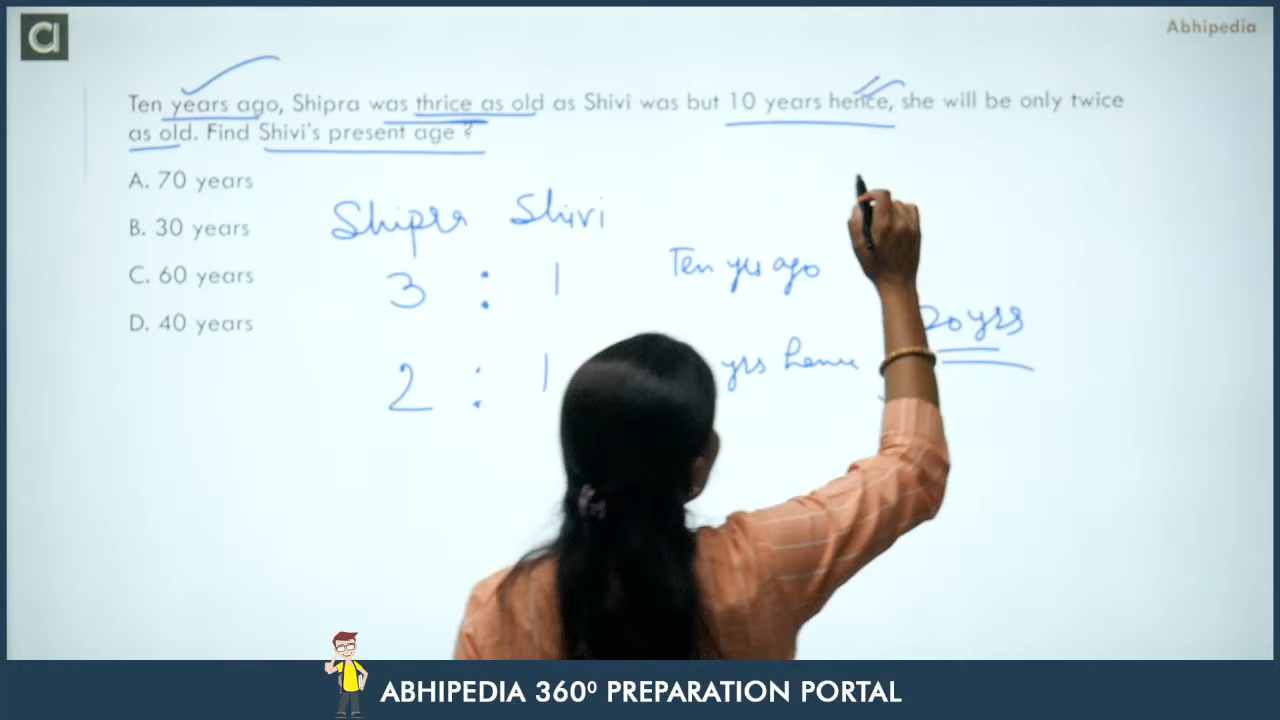 Abhipedia
Ten years ago, Shipra was thrice as old as Shivi was but 10 years hence, she will be only twice
as old. Find Shivi's present age ?
A. 70 years
B. 30 years
C. 60 years
D. 40 years
Shipra Shivi
3 : 1 Ten yrs ago
20 yrs
2 : 1 yrs hence
ABHIPEDIA 360⁰ PREPARATION PORTAL